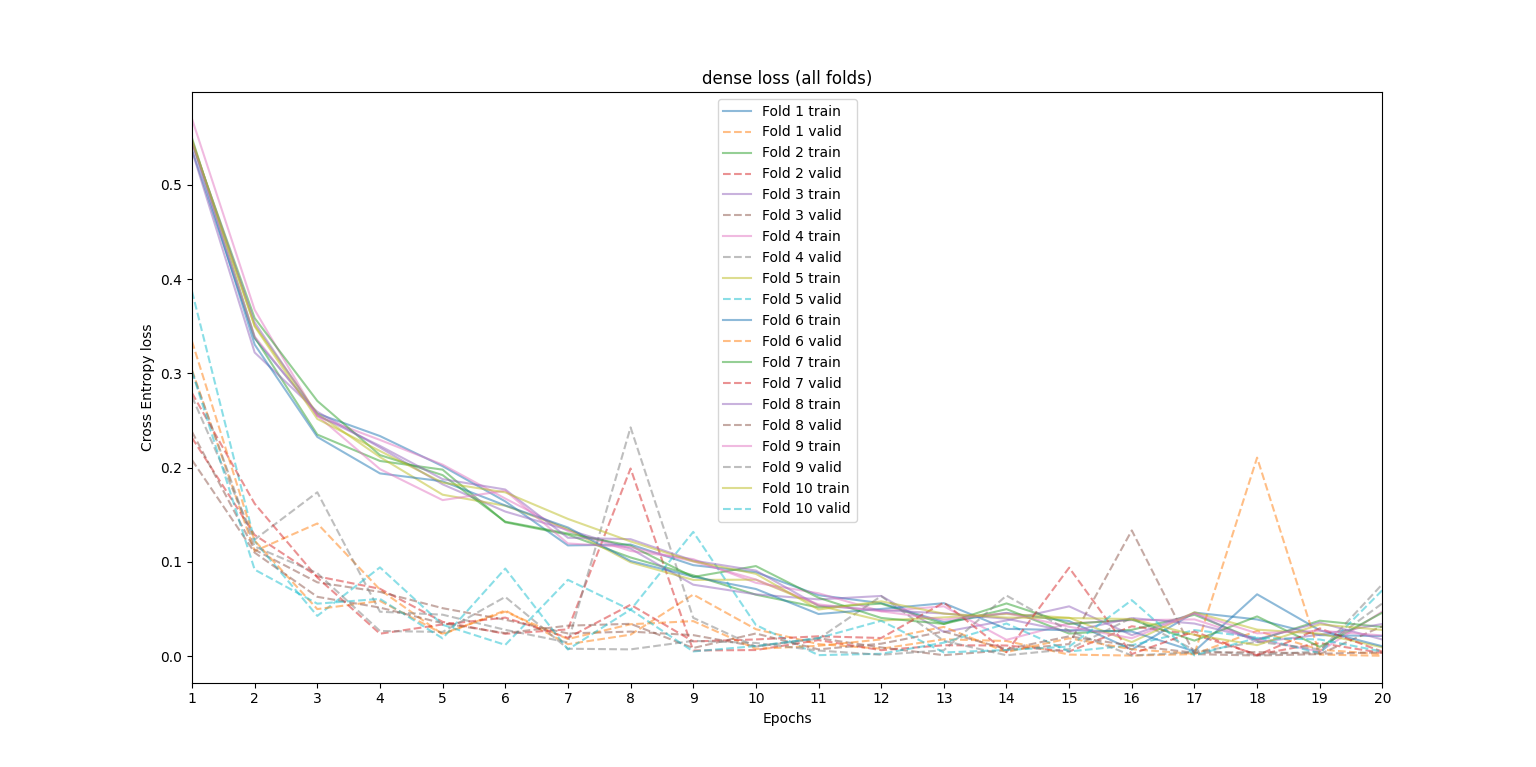 dense loss (all folds)
Cross Entropy loss
0.5
0.4
0.3
0.2
0.1
0.0
Fold 1 train
Fold 1 valid
Fold 2 train
Fold 2 valid
Fold 3 train
Fold 3 valid
Fold 4 train
Fold 4 valid
Fold 5 train
Fold 5 valid
Fold 6 train
Fold 6 valid
Fold 7 train
Fold 7 valid
Fold 8 train
Fold 8 valid
Fold 9 train
Fold 9 valid
Fold 10 train
Fold 10 valid
1 2 3 4 5 6 7 8 9 10 11 12 13 14 15 16 17 18 19 20
Epochs